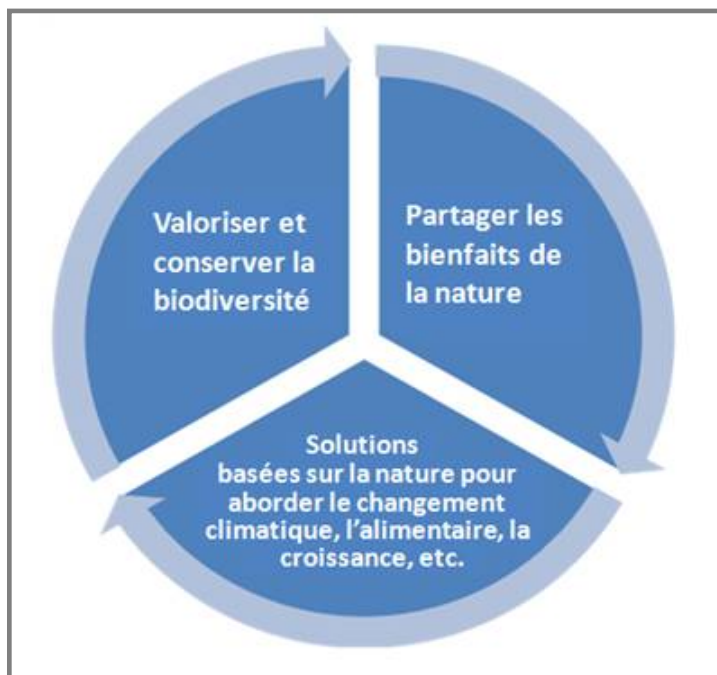 Valoriser et
conserver la
biodiversité
Partager les
bienfaits de
la nature
Solutions
basées sur la nature pour
aborder le changement
climatique, l'alimentaire, la
croissance, etc.